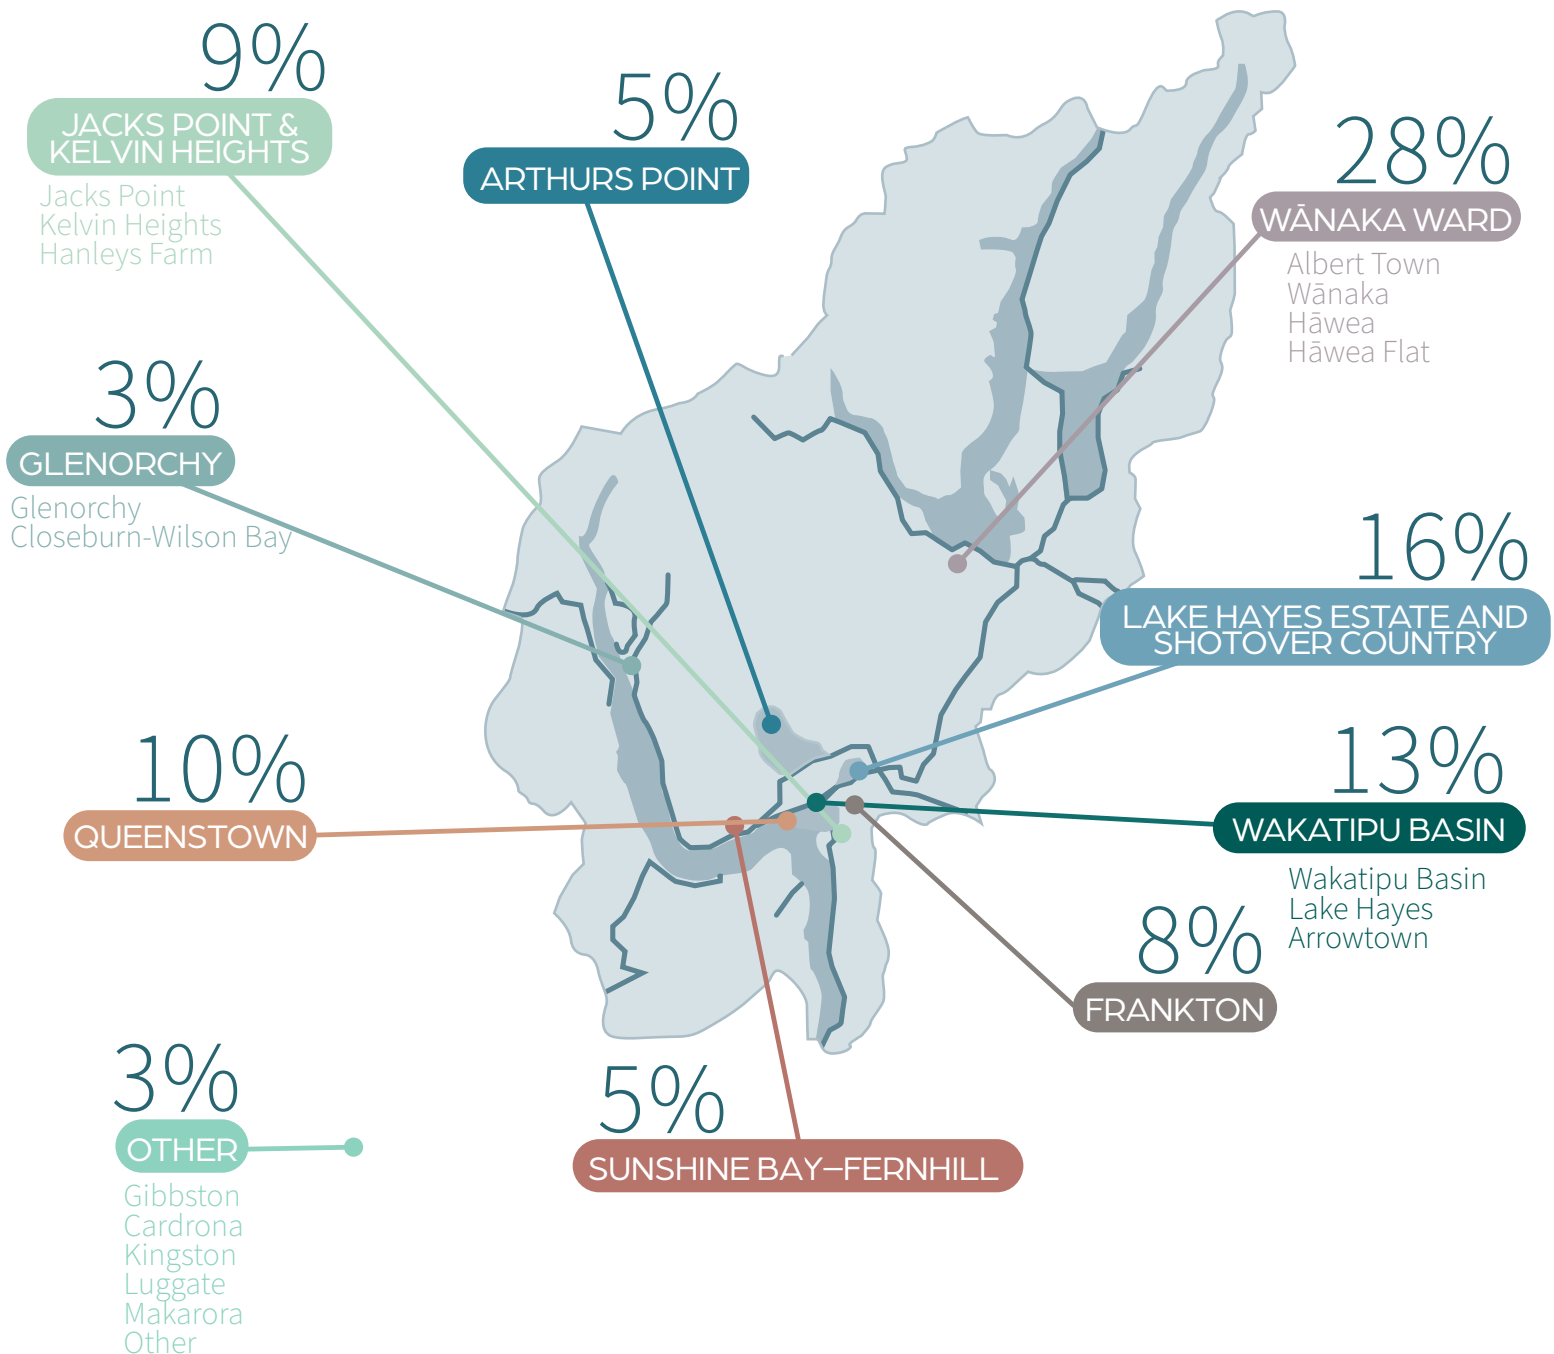 9%
JACKS POINT &
KELVIN HEIGHTS
Jacks Point
Kelvin Heights
Hanleys Farm
5%
ARTHURS POINT
28%
WĀNAKA WARD
Albert Town
Wānaka
Hāwea
Hāwea Flat
3%
GLENORCHY
Glenorchy
Closeburn-Wilson Bay
16%
LAKE HAYES ESTATE AND
SHOTOVER COUNTRY
10%
QUEENSTOWN
13%
WAKATIPU BASIN
Wakatipu Basin
Lake Hayes
Arrowtown
8%
FRANKTON
3%
OTHER
Gibbston
Cardrona
Kingston
Luggate
Makarora
Other
5%
SUNSHINE BAY–FERNHILL